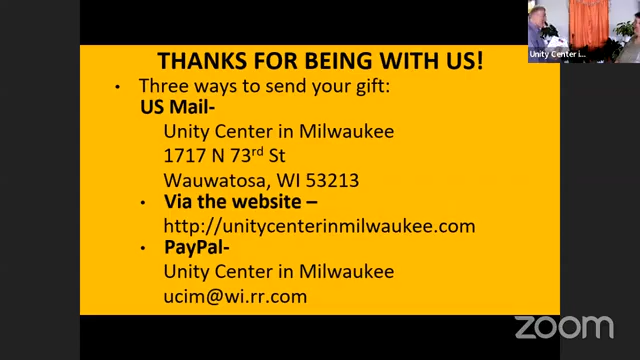 THANKS FOR BEING WITH US!
• Three ways to send your gift:
US Mail-
Unity Center in Milwaukee
1717 N 73rd St
Wauwatosa, WI 53213
• Via the website –
http://unitycenterinmilwaukee.com
• PayPal-
Unity Center in Milwaukee
ucim@wi.rr.com
Unity Center i...
zoom